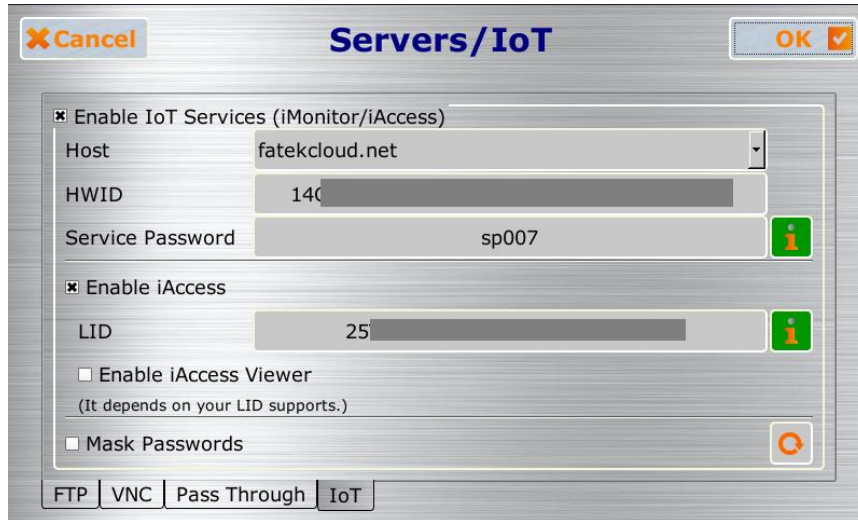 Cancel
Servers/IoT
OK
Enable IoT Services (iMonitor/iAccess)
Host fatekcloud.net
HWID 140
Service Password sp007
Enable iAccess
LID 25
Enable iAccess Viewer
(It depends on your LID supports.)
Mask Passwords
FTP VNC Pass Through IoT